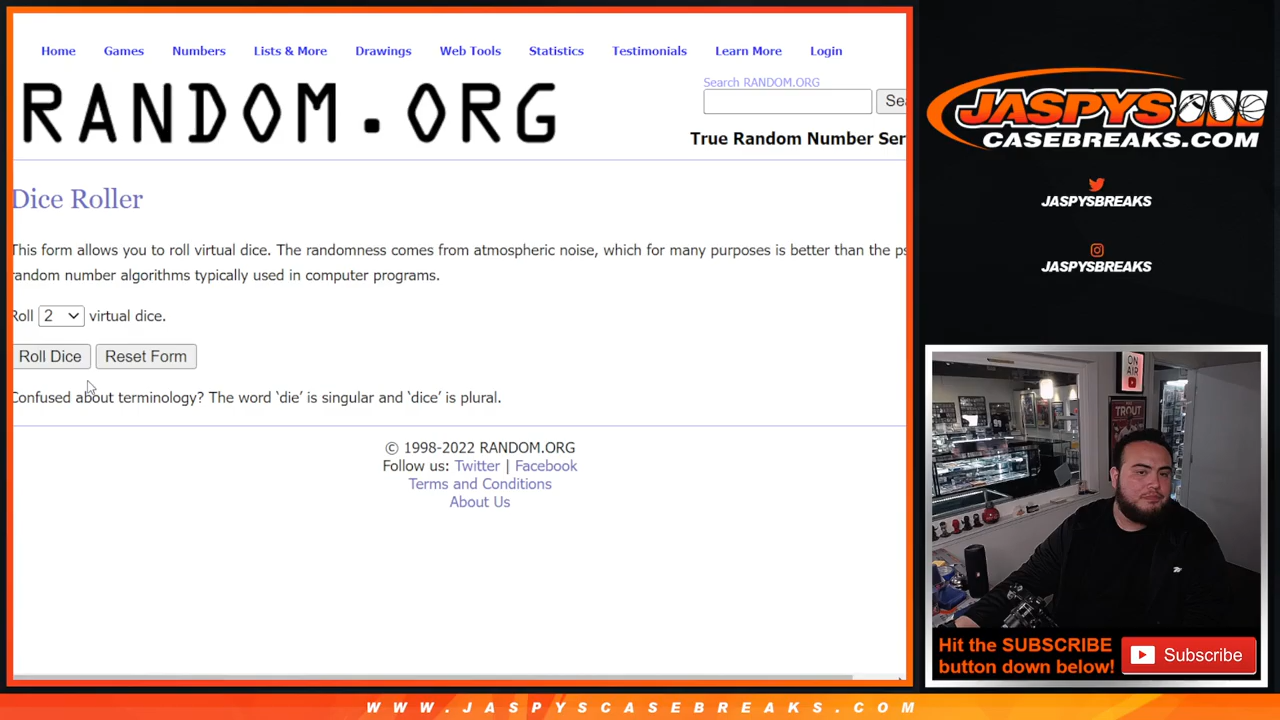 Home Games Numbers Lists & More Drawings Web Tools Statistics Testimonials Learn More Login
Search RANDOM.ORG
RANDOM.ORG
Sea
True Random Number Ser
Dice Roller
This form allows you to roll virtual dice. The randomness comes from atmospheric noise, which for many purposes is better than the ps
random number algorithms typically used in computer programs.
Roll 2 virtual dice.
Roll Dice Reset Form
Confused about terminology? The word ‘die’ is singular and ‘dice’ is plural.
© 1998-2022 RANDOM.ORG
Follow us: Twitter | Facebook
Terms and Conditions
About Us
JASPYS
CASEBREAKS.COM
JASPYSBREAKS
JASPYSBREAKS
ON
AIR
TROUT
Hit the SUBSCRIBE
button down below!
Subscribe
WWW.JASPYSCASEBREAKS.COM